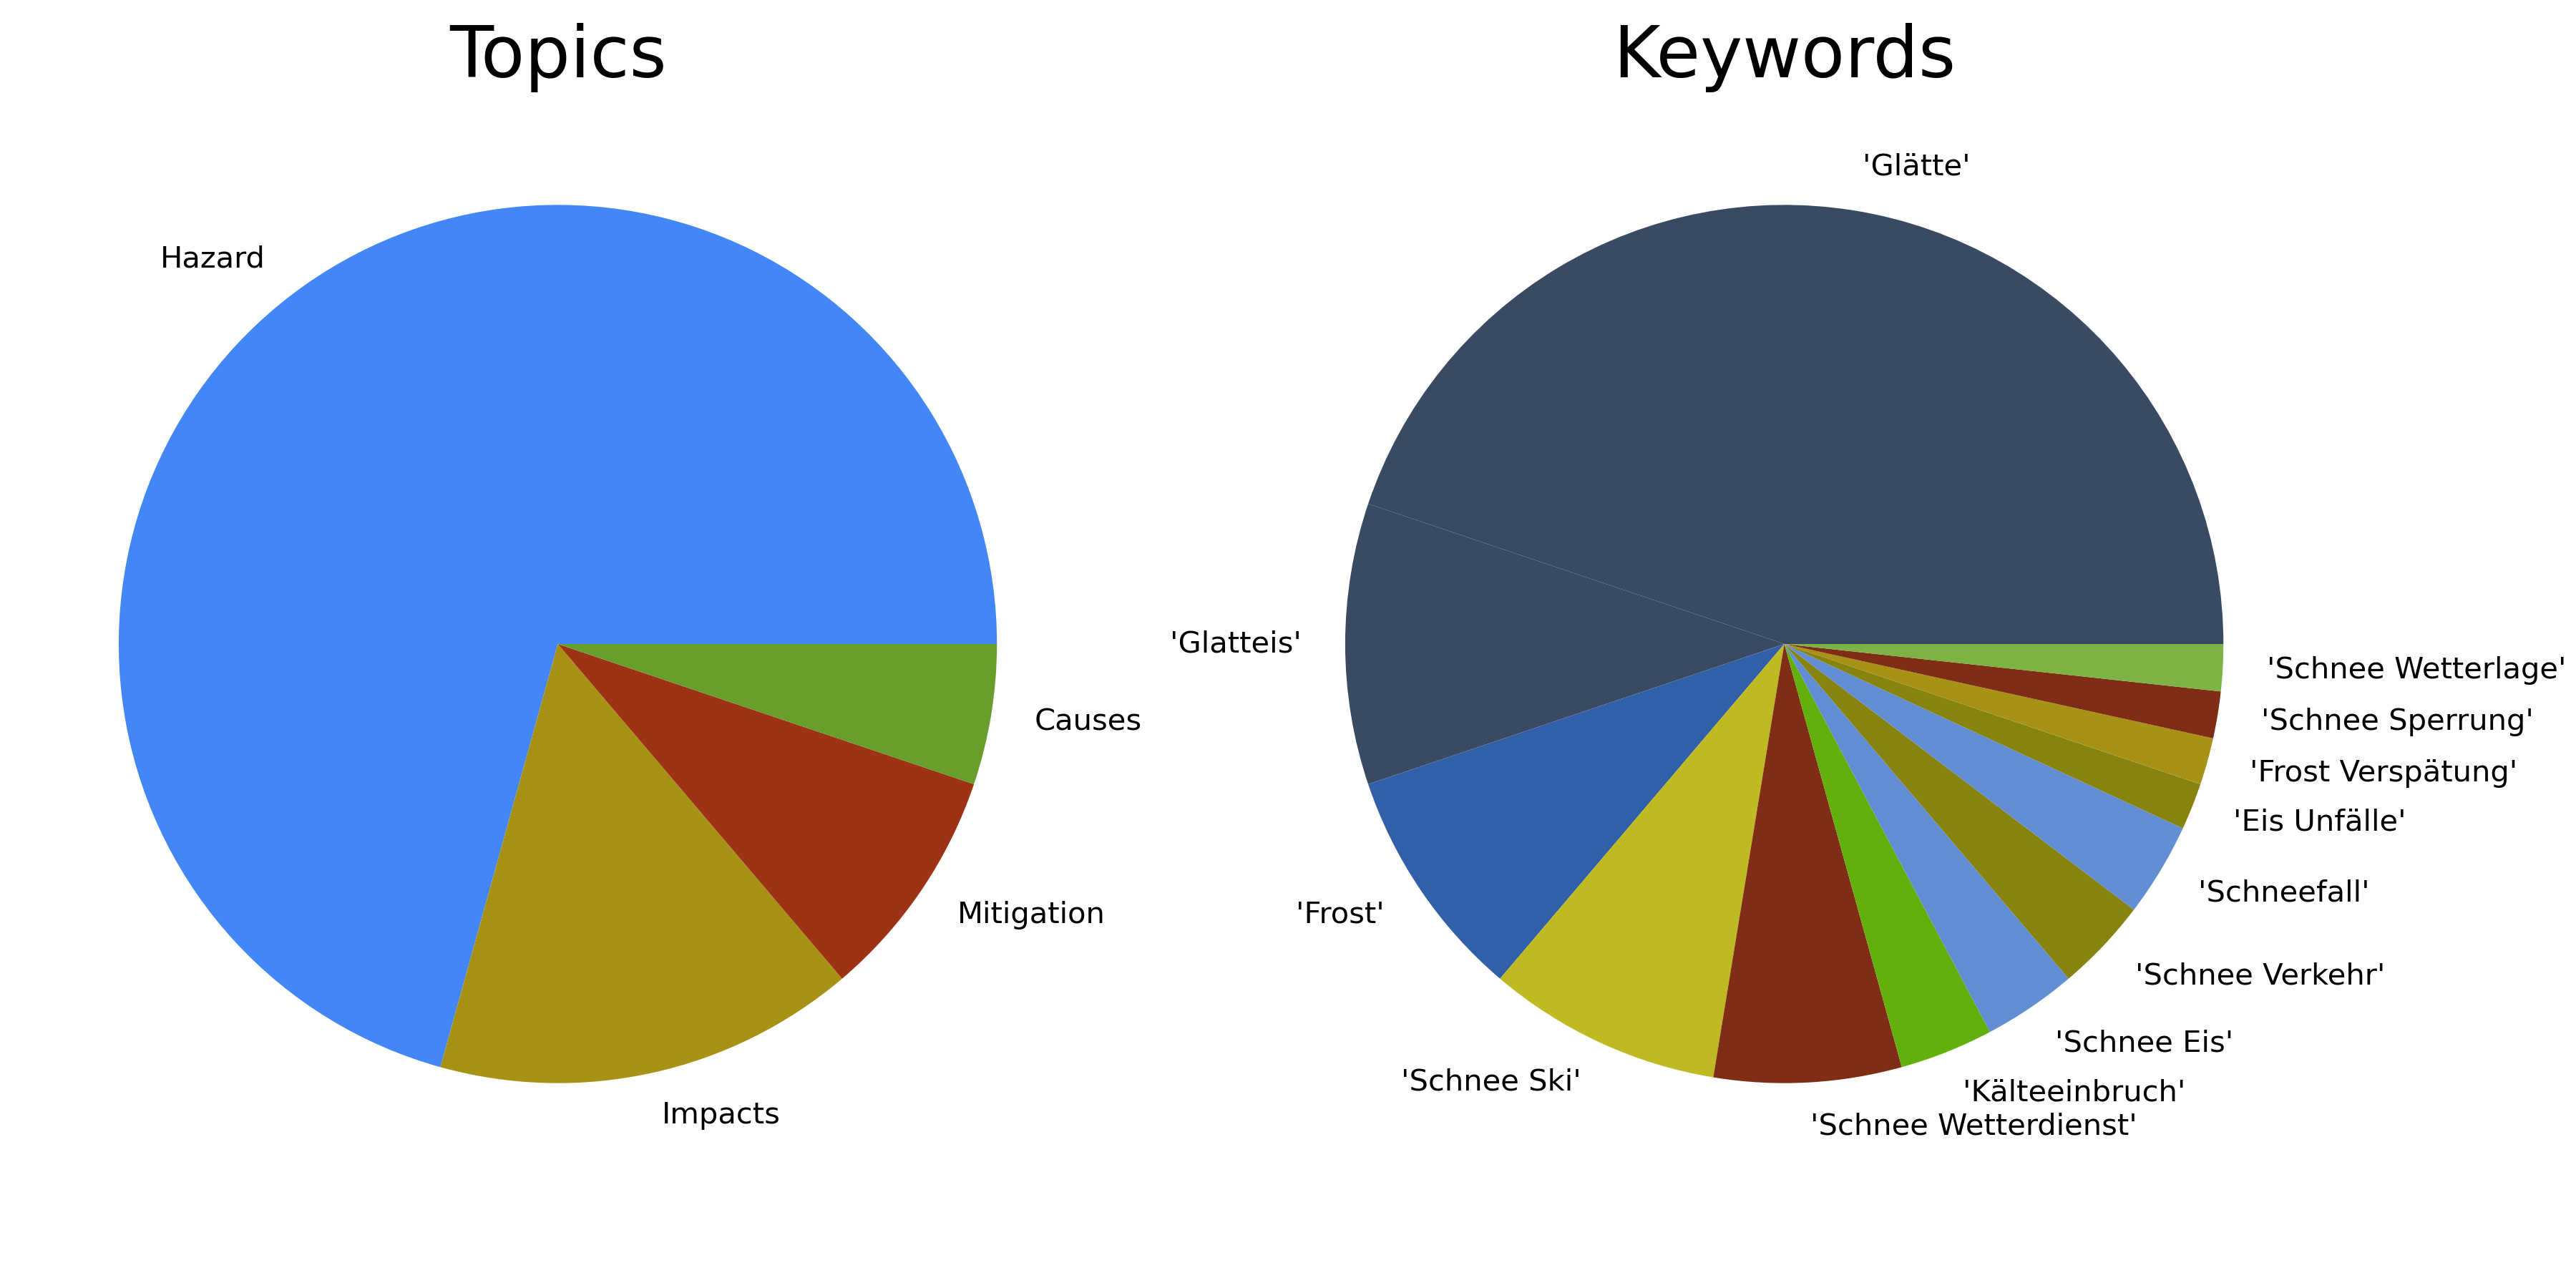 Topics
Hazard
Causes
Mitigation
Impacts
Keywords
'Glätte'
'Glatteis'
'Frost'
'Schnee Ski'
'Schnee Wetterdienst'
'Kälteeinbruch'
'Schnee Eis'
'Schnee Verkehr'
'Schneefall'
'Eis Unfälle'
'Frost Verspätung'
'Schnee Sperrung'
'Schnee Wetterlage'